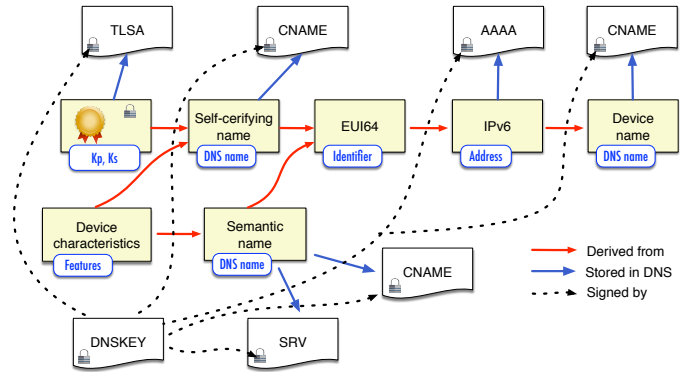 TLSA
CNAME
AAAA
CNAME
Kp, Ks
Self-cerifying
name
DNS name
EUI64
Identifier
IPv6
Address
Device
name
DNS name
Device
characteristics
Features
Semantic
name
DNS name
CNAME
Derived from
Stored in DNS
Signed by
DNSKEY
SRV